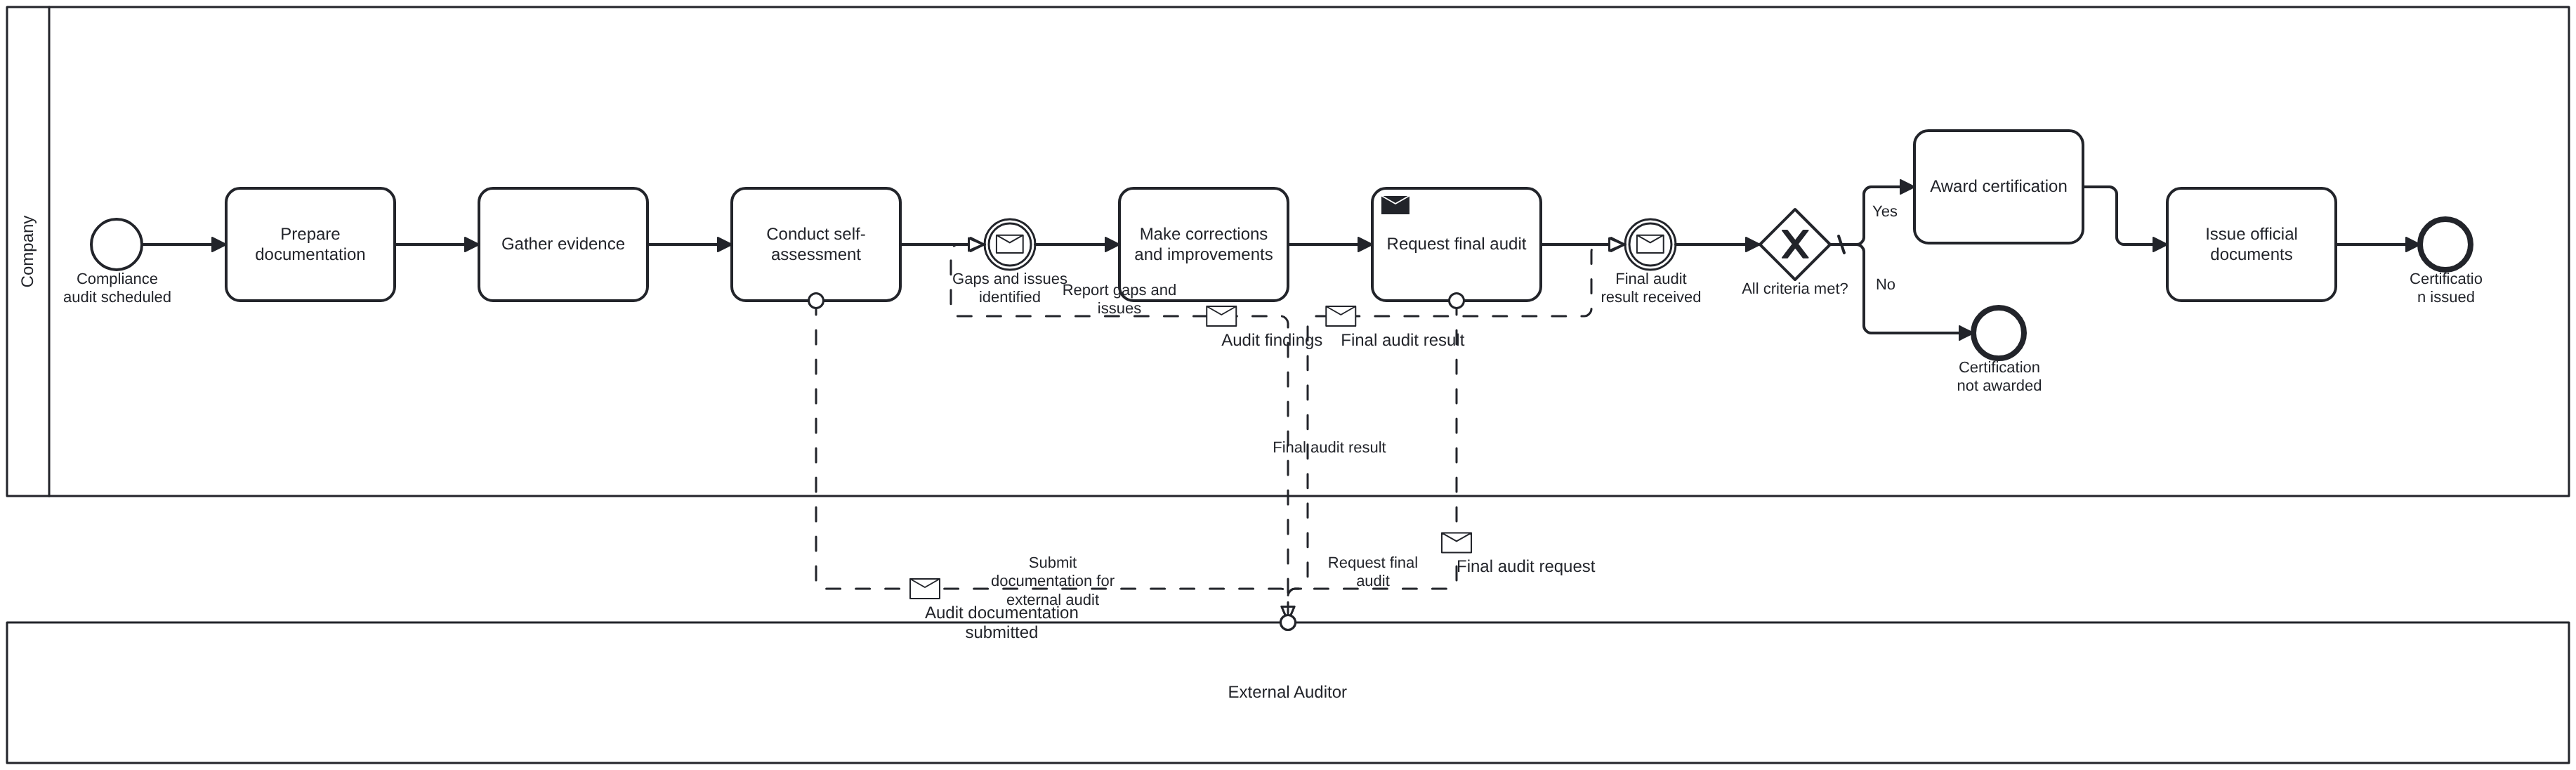 Company
Compliance
audit scheduled
Prepare
documentation
Gather evidence
Conduct self-
assessment
Gaps and issues
identified
Report gaps and
issues
Make corrections
and improvements
Request final audit
Audit findings
Final audit result
Final audit
result received
All criteria met?
Yes
No
Award certification
Certification
not awarded
Issue official
documents
Certificatio
n issued
Final audit result
Submit
documentation for
external audit
Audit documentation
submitted
Request final
audit
Final audit request
External Auditor